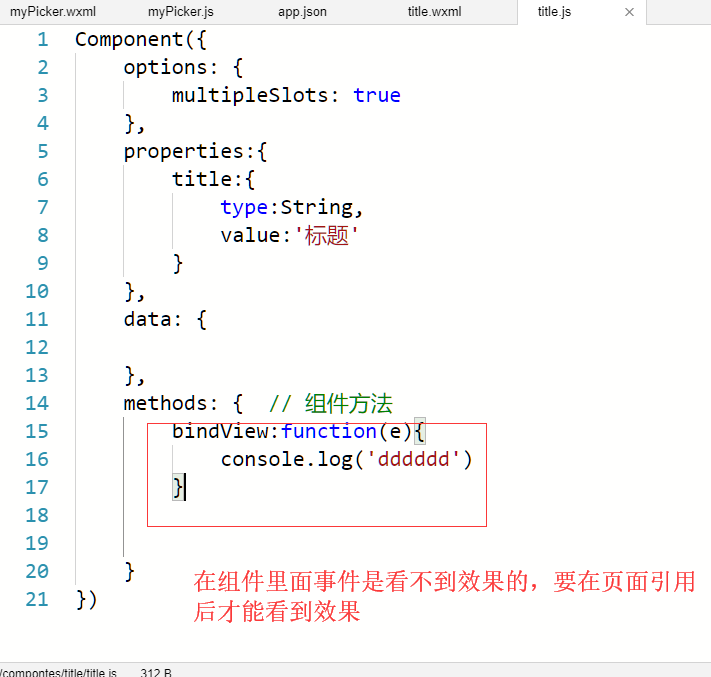 myPicker.wxml myPicker.js app.json title.wxml title.js ×
1 Component({
2 options: {
3 multipleSlots: true
4 },
5 properties:{
6 title:{
7 type:String,
8 value:'标题'
9 }
10 },
11 data: {
12
13 },
14 methods: { // 组件方法
15 bindView:function(e){
16 console.log('dddddd')
17 }
18
19
20 }
21 })
在组件里面事件是看不到效果的，要在页面引用
后才能看到效果
/compontes/title/title.js 312 B